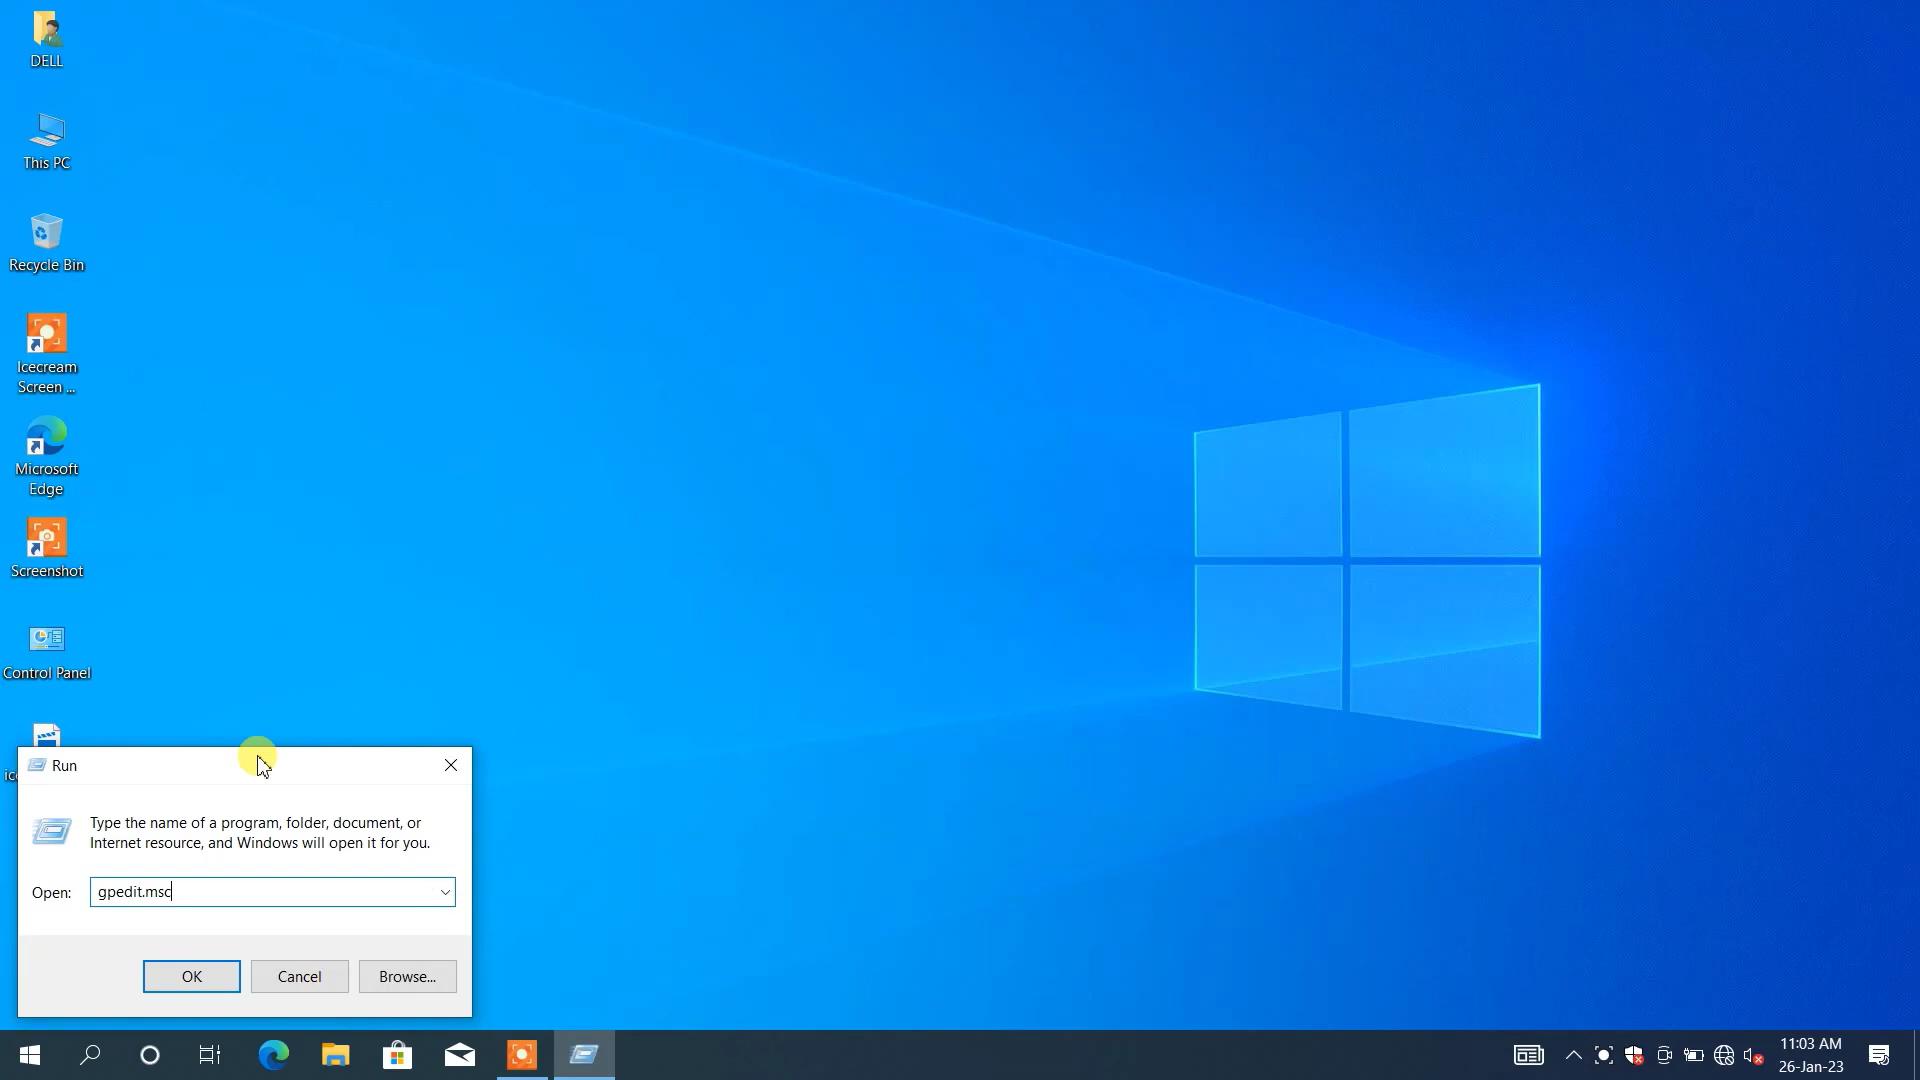 DELL
This PC
Recycle Bin
Icecream
Screen ...
Microsoft
Edge
Screenshot
Control Panel
Run
Type the name of a program, folder, document, or
Internet resource, and Windows will open it for you.
Open:
gpedit.msc
OK
Cancel
Browse...
11:03 AM
26-Jan-23